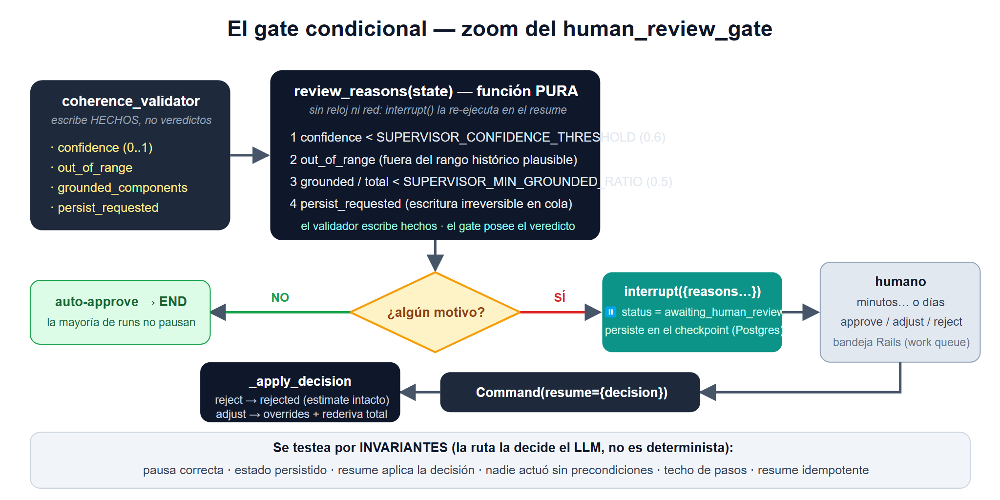 El gate condicional — zoom del human_review_gate
coherence_validator
escribe HECHOS, no veredictos
· confidence (0..1)
· out_of_range
· grounded_components
· persist_requested
review_reasons(state) — función PURA
sin reloj ni red: interrupt() la re-ejecuta en el resume
1 confidence < SUPERVISOR_CONFIDENCE_THRESHOLD (0.6)
2 out_of_range (fuera del rango histórico plausible)
3 grounded / total < SUPERVISOR_MIN_GROUNDED_RATIO (0.5)
4 persist_requested (escritura irreversible en cola)
el validador escribe hechos · el gate posee el veredicto
auto-approve → END
la mayoría de runs no pausan
NO
¿algún motivo?
SÍ
interrupt({reasons…})
⏸ status = awaiting_human_review
persiste en el checkpoint (Postgres)
humano
minutos… o días
approve / adjust / reject
bandeja Rails (work queue)
_apply_decision
reject → rejected (estimate intacto)
adjust → overrides + rederiva total
Command(resume={decision})
Se testea por INVARIANTES (la ruta la decide el LLM, no es determinista):
pausa correcta · estado persistido · resume aplica la decisión · nadie actuó sin precondiciones · techo de pasos · resume idempotente